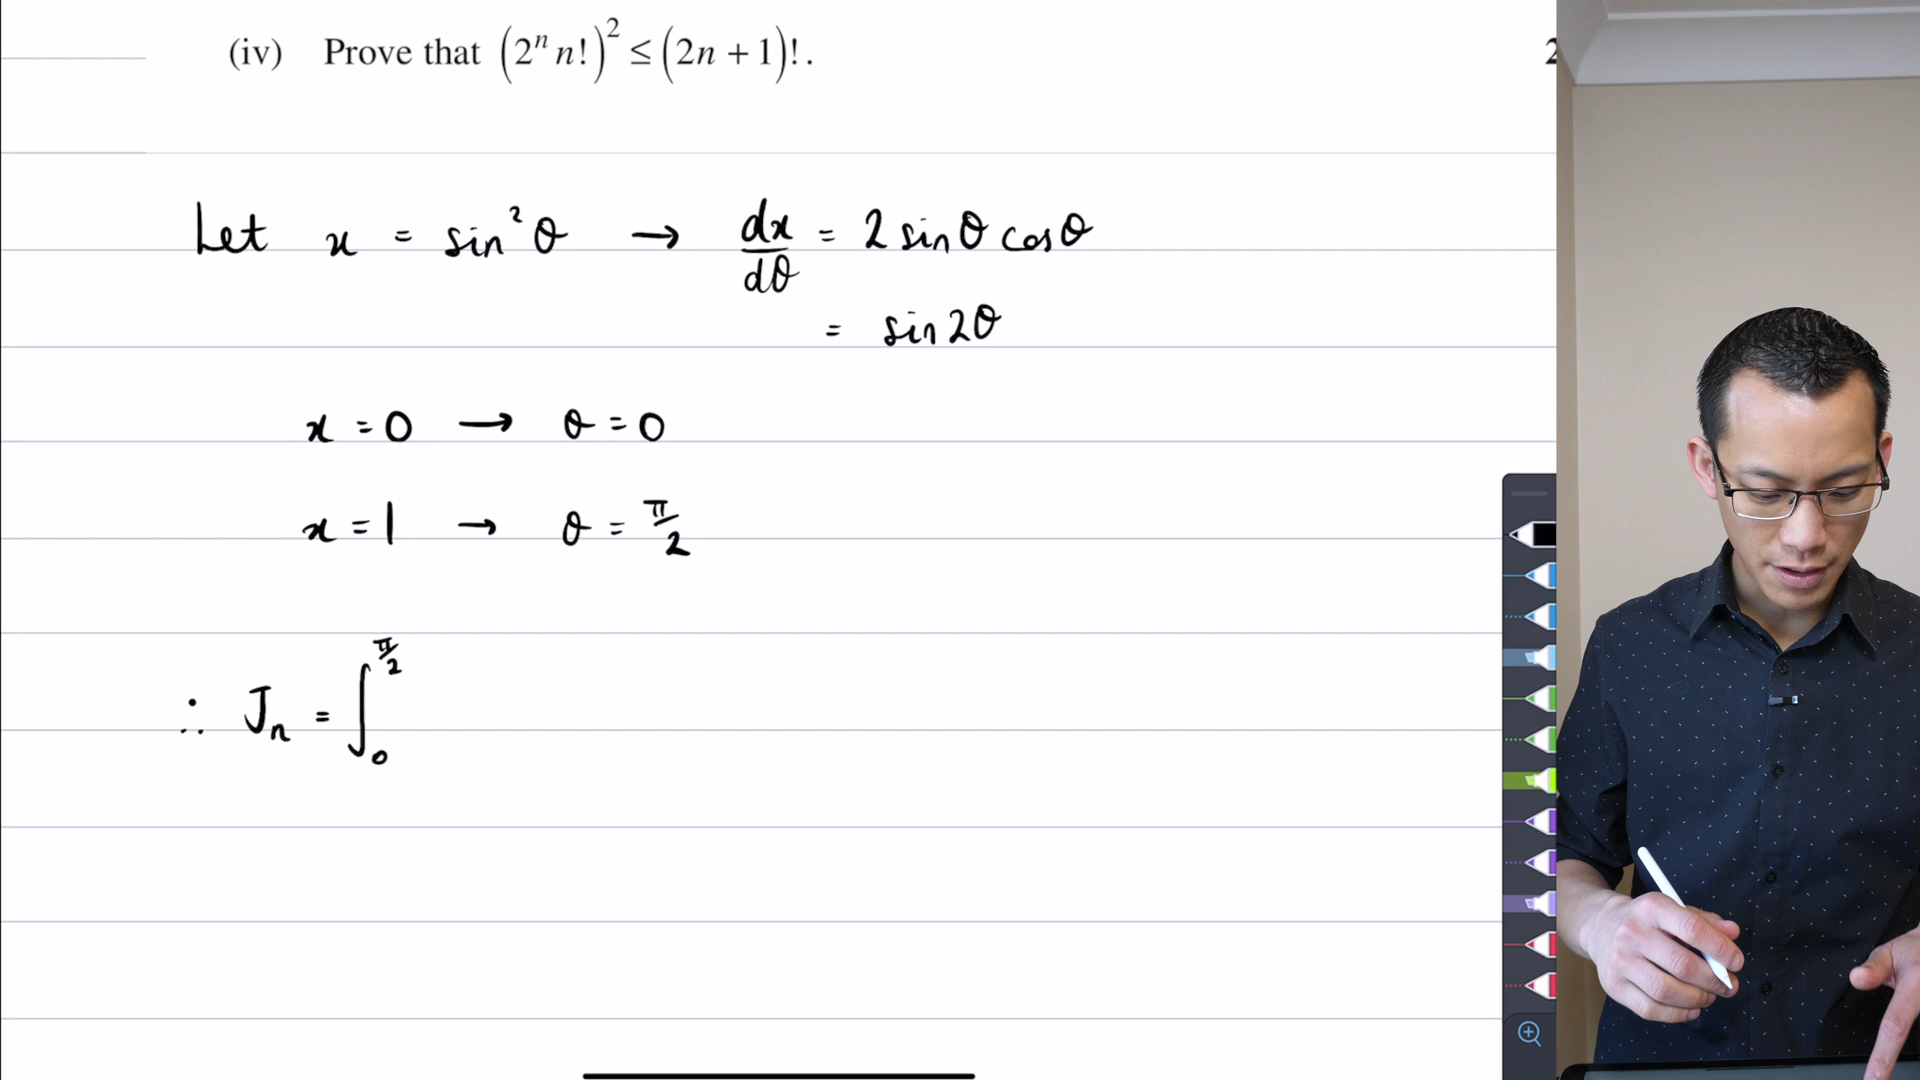 (iv) Prove that (2ⁿ n!)² ≤ (2n + 1)!. 2
Let x = sin²θ → dx/dθ = 2 sinθ cosθ
= sin2θ
x = 0 → θ = 0
x = 1 → θ = π/2
∴ Jₙ = ∫₀^(π/2)